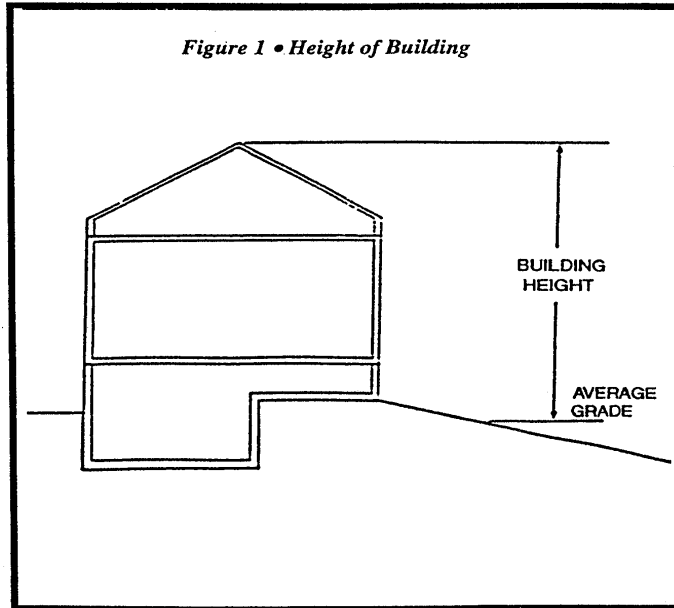 Figure 1 • Height of Building
BUILDING
HEIGHT
AVERAGE
GRADE